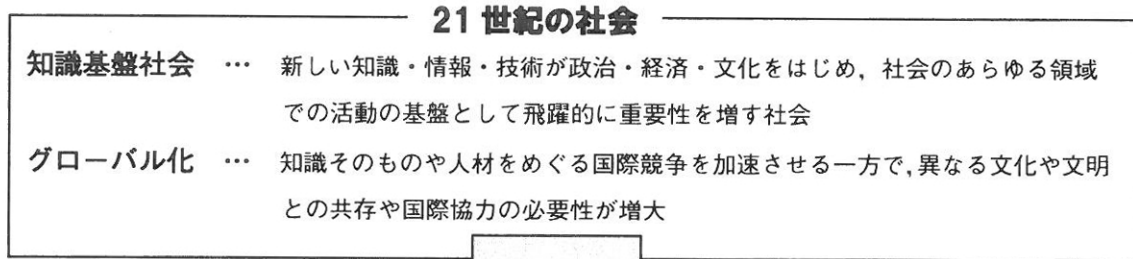 21世紀の社会
知識基盤社会 … 新しい知識・情報・技術が政治・経済・文化をはじめ，社会のあらゆる領域
での活動の基盤として飛躍的に重要性を増す社会
グローバル化 … 知識そのものや人材をめぐる国際競争を加速させる一方で，異なる文化や文明
との共存や国際協力の必要性が増大